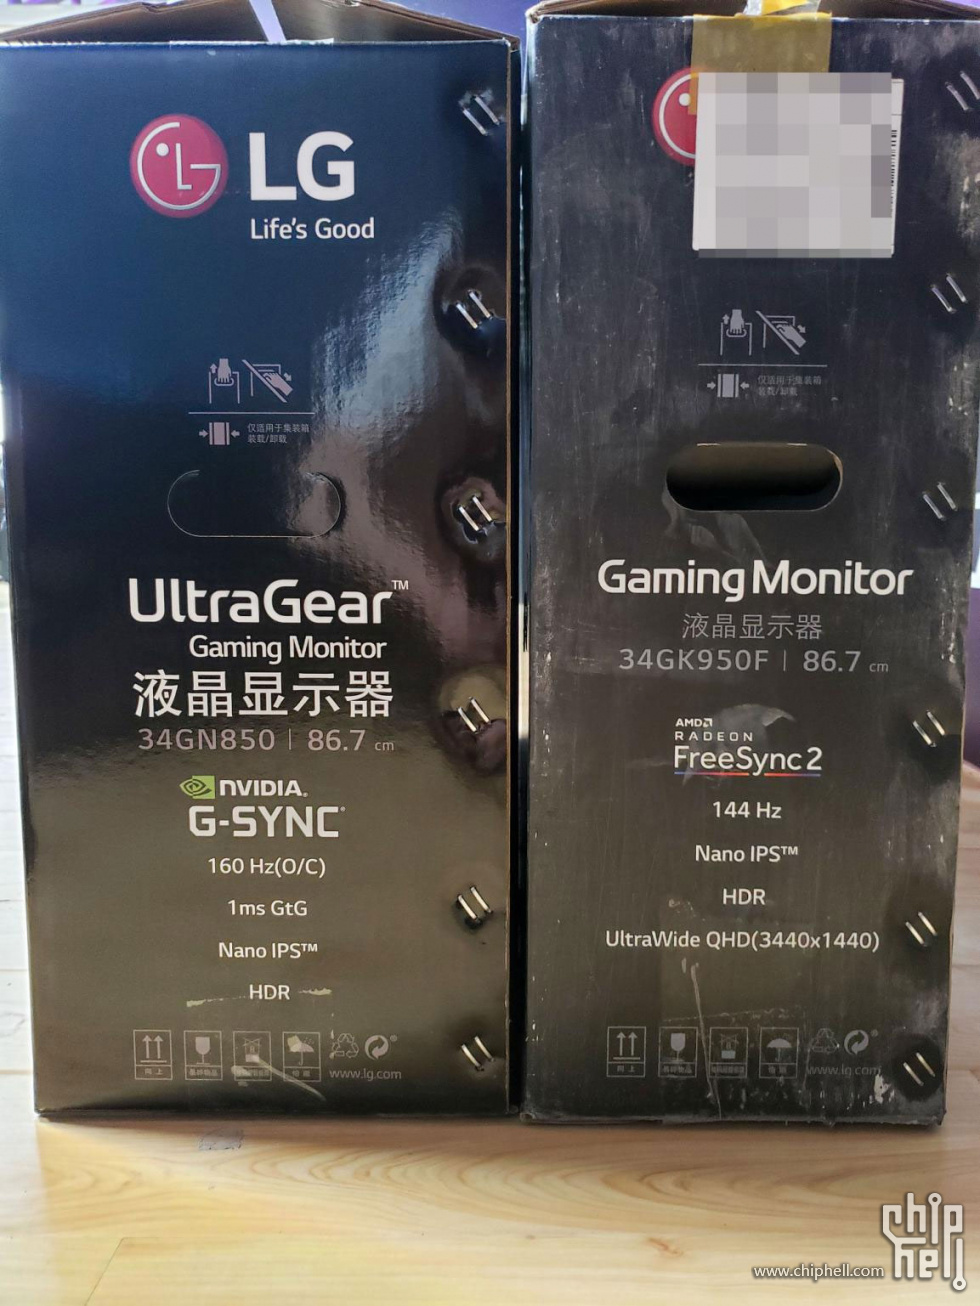 LG
Life's Good
仅适用于集装箱
装载/卸载
UltraGear™
Gaming Monitor
液晶显示器
34GN850 | 86.7 cm
NVIDIA.
G-SYNC®
160 Hz(O/C)
1ms GtG
Nano IPS™
HDR
向上
www.lg.com
仅适用于集装箱
装载/卸载
Gaming Monitor
液晶显示器
34GK950F | 86.7 cm
AMD
RADEON
FreeSync 2
144 Hz
Nano IPS™
HDR
UltraWide QHD(3440x1440)
向上
www.lg.com
chip hell
www.chiphell.com